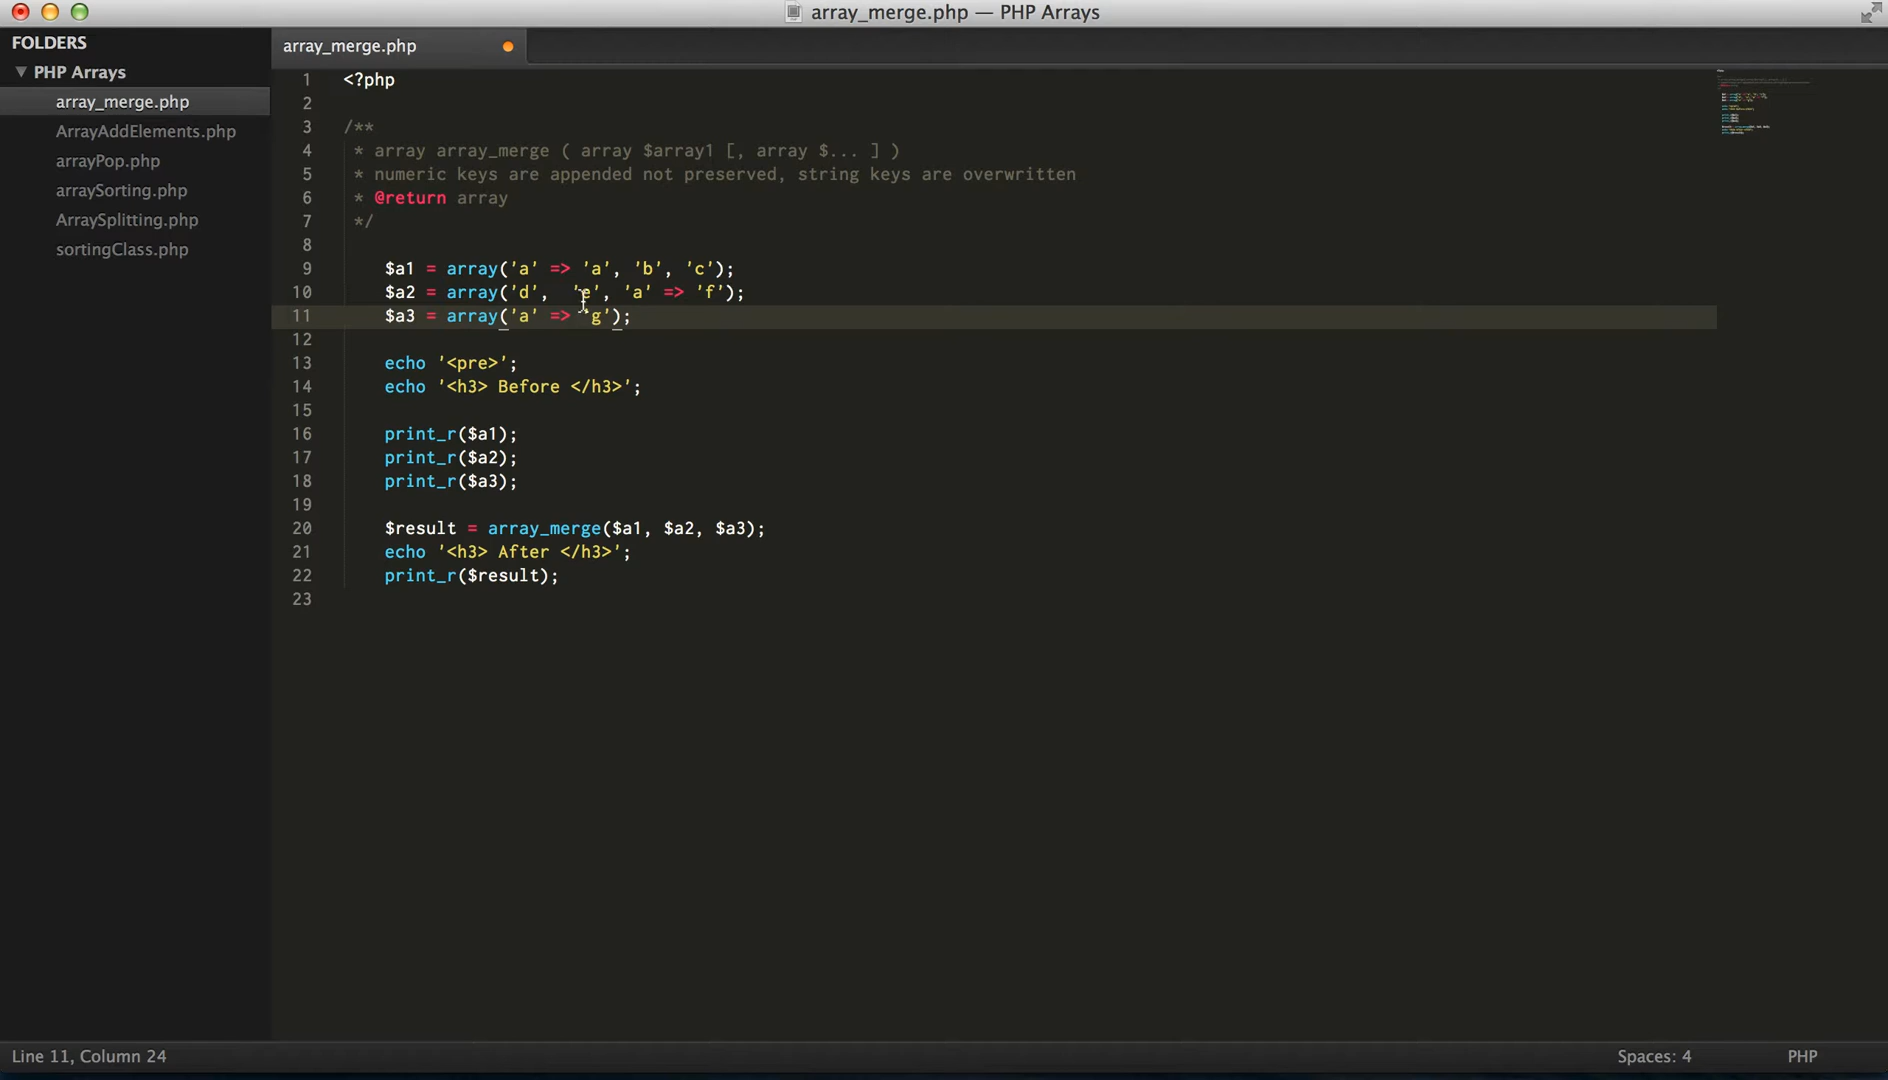 array_merge.php — PHP Arrays
FOLDERS
PHP Arrays
array_merge.php
ArrayAddElements.php
arrayPop.php
arraySorting.php
ArraySplitting.php
sortingClass.php
array_merge.php
1 <?php
2
3 /**
4 * array array_merge ( array $array1 [, array $... ] )
5 * numeric keys are appended not preserved, string keys are overwritten
6 * @return array
7 */
8
9 $a1 = array('a' => 'a', 'b', 'c');
10 $a2 = array('d', 'e', 'a' => 'f');
11 $a3 = array('a' => 'g');
12
13 echo '<pre>';
14 echo '<h3> Before </h3>';
15
16 print_r($a1);
17 print_r($a2);
18 print_r($a3);
19
20 $result = array_merge($a1, $a2, $a3);
21 echo '<h3> After </h3>';
22 print_r($result);
23
Line 11, Column 24
Spaces: 4
PHP